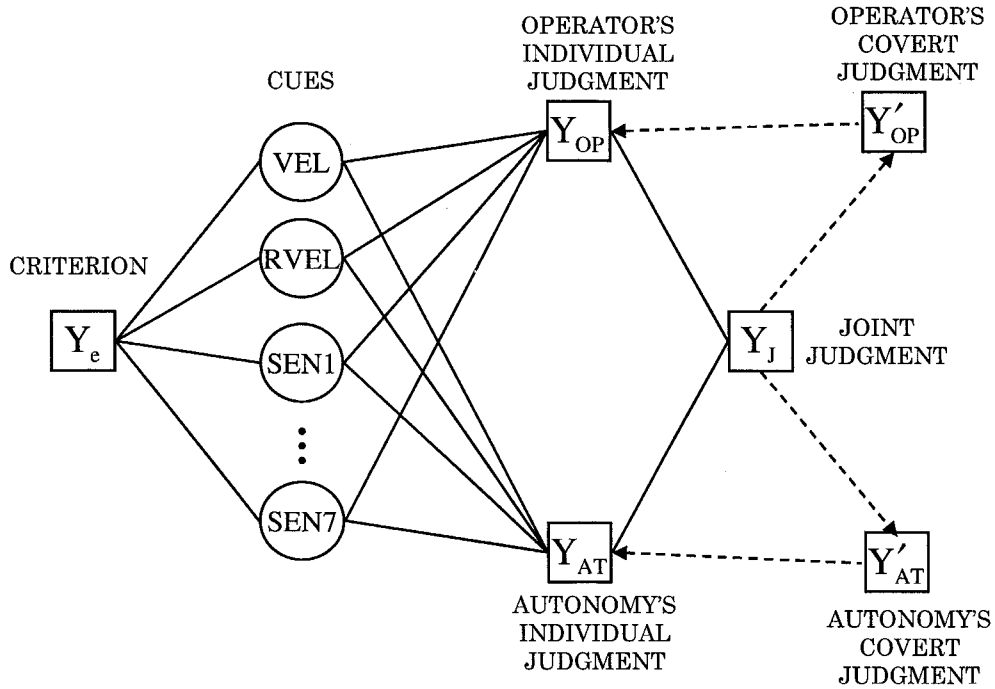 OPERATOR'S
INDIVIDUAL
JUDGMENT
OPERATOR'S
COVERT
JUDGMENT
CUES
VEL
Y_OP
Y'_OP
RVEL
CRITERION
Y_e
SEN1
Y_J
JOINT
JUDGMENT
SEN7
Y_AT
Y'_AT
AUTONOMY'S
INDIVIDUAL
JUDGMENT
AUTONOMY'S
COVERT
JUDGMENT